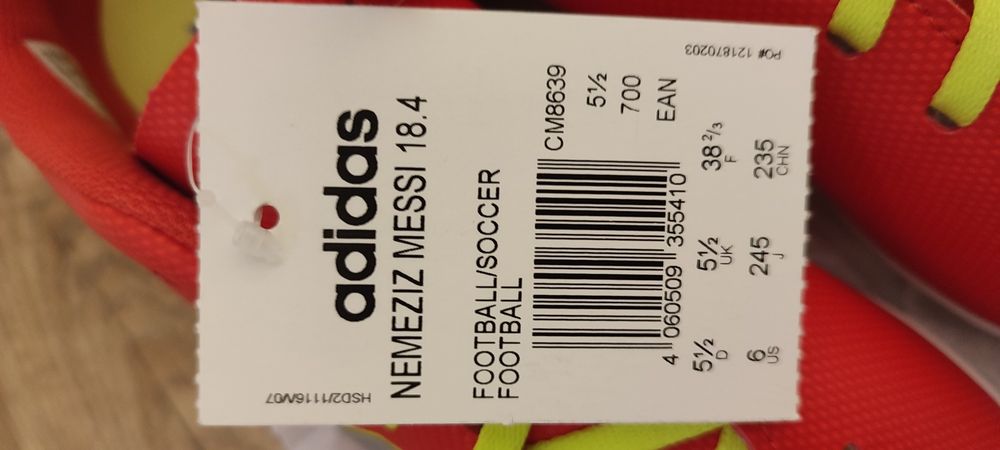 adidas
NEMEZIZ MESSI 18.4
FOOTBALL/SOCCER
FOOTBALL
CM8639
5½
700
EAN
4 060509 355410
5½ 5½ 38 2/3
D UK F
6 245 235
US J CHN
HSD2/1116/V/07
PO# 121870203